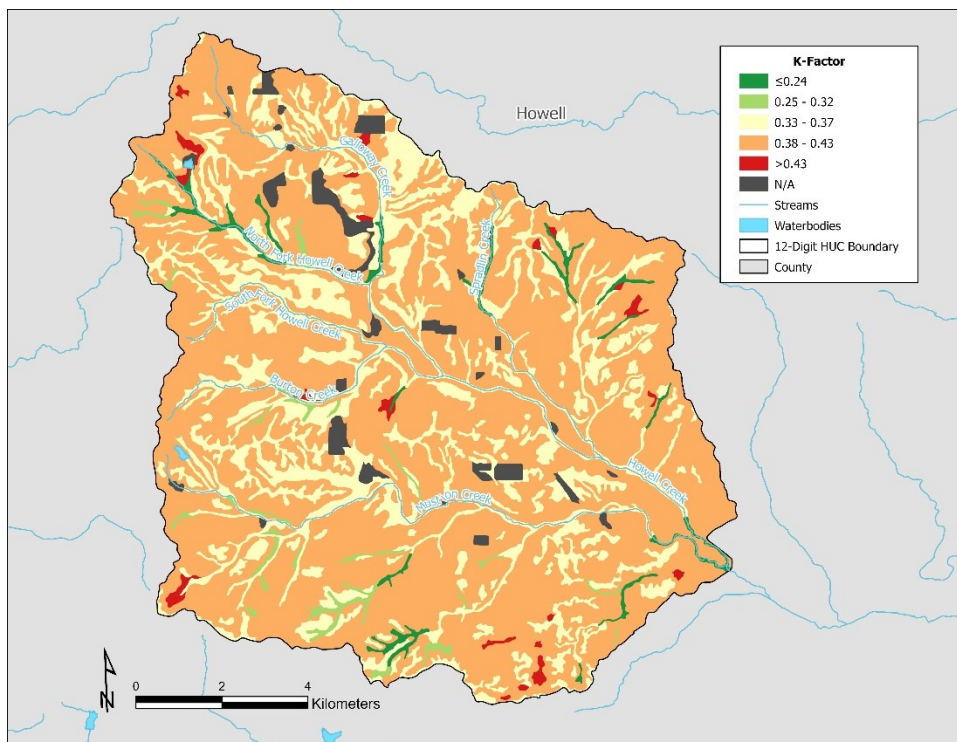 K-Factor
≤0.24
0.25 - 0.32
0.33 - 0.37
0.38 - 0.43
>0.43
N/A
Streams
Waterbodies
12-Digit HUC Boundary
County
Howell
Galloway Creek
Spradlin Creek
North Fork Howell Creek
South Fork Howell Creek
Burton Creek
Howell Creek
Mustion Creek
N
0 2 4
Kilometers